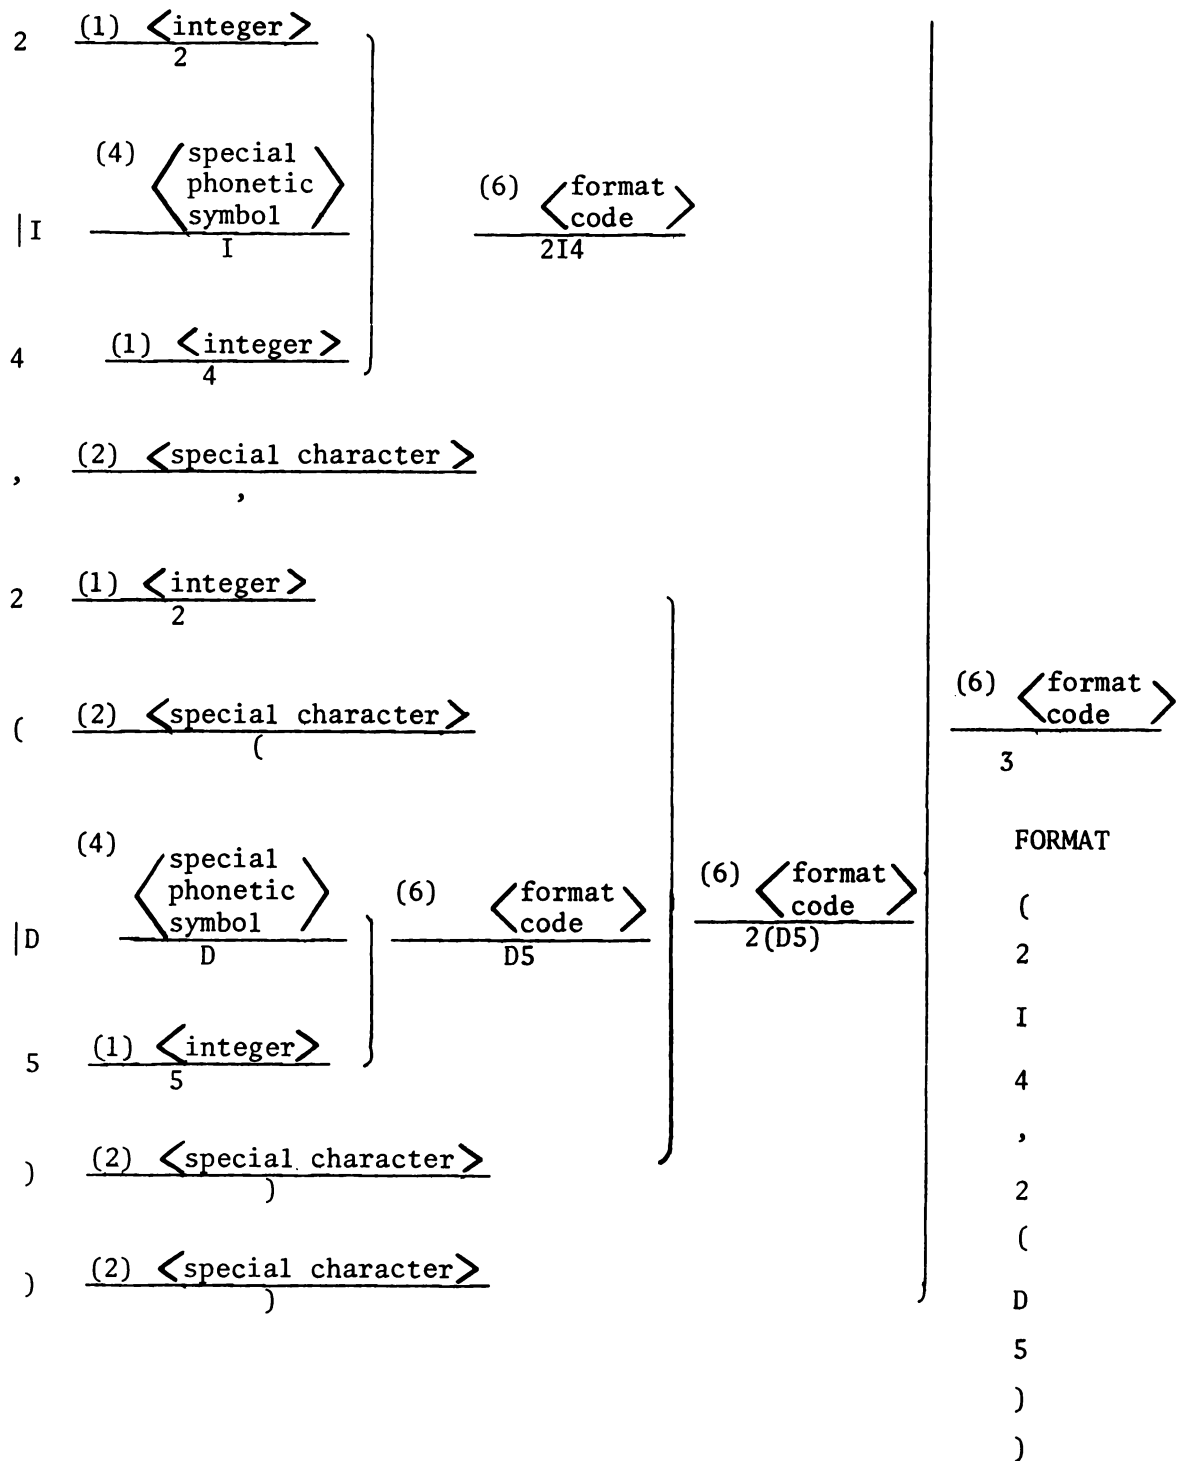 2 (1) <integer>
2
(4) <special
phonetic
symbol>
|I
I
(6) <format
code>
2I4
4 (1) <integer>
4
, (2) <special character>
,
2 (1) <integer>
2
( (2) <special character>
(
(4) <special
phonetic
symbol>
|D
D
(6) <format
code>
D5
5 (1) <integer>
5
) (2) <special character>
)
) (2) <special character>
)
(6) <format
code>
2(D5)
(6) <format
code>
3
FORMAT
(
2
I
4
,
2
(
D
5
)
)